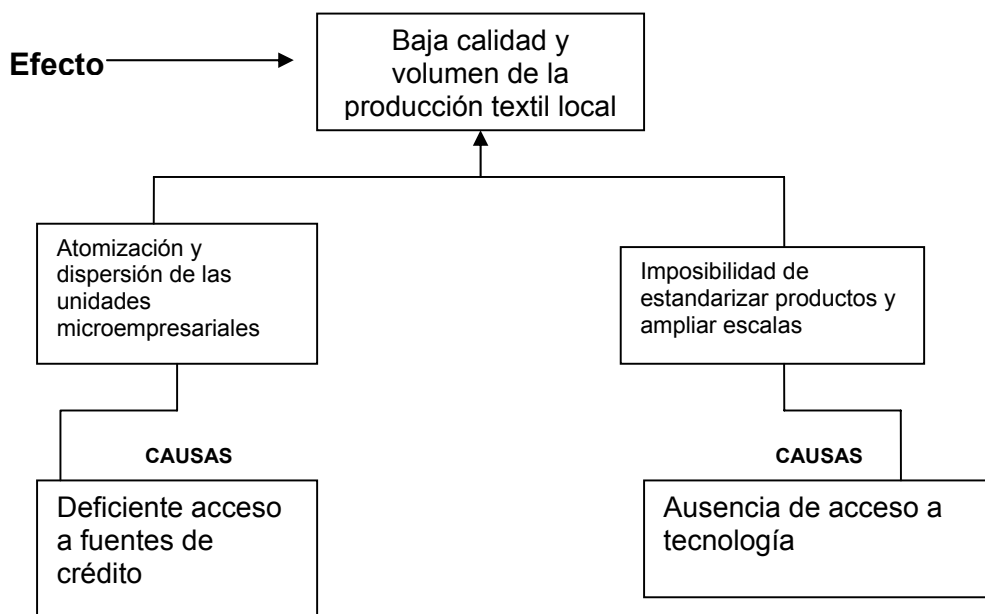 Efecto
Baja calidad y
volumen de la
producción textil local
Atomización y
dispersión de las
unidades
microempresariales
Imposibilidad de
estandarizar productos y
ampliar escalas
CAUSAS
CAUSAS
Deficiente acceso
a fuentes de
crédito
Ausencia de acceso a
tecnología